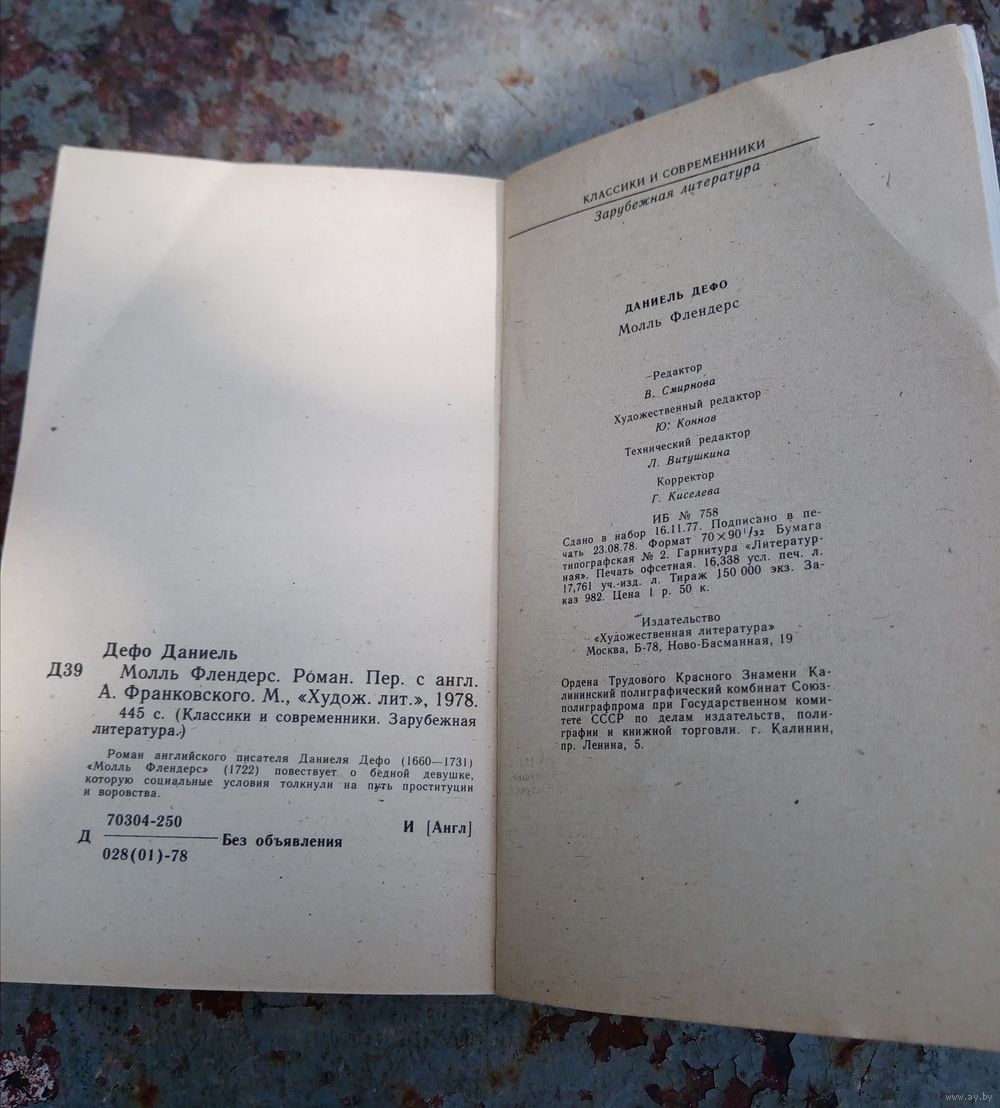 Дефо Даниель
Д39 Молль Флендерс. Роман. Пер. с англ.
А. Франковского. М., «Худож. лит.», 1978.
445 с. (Классики и современники. Зарубежная
литература.)
Роман английского писателя Даниеля Дефо (1660—1731)
«Молль Флендерс» (1722) повествует о бедной девушке,
которую социальные условия толкнули на путь проституции
и воровства.
70304-250
Д Без объявления И [Англ]
028(01)-78
КЛАССИКИ И СОВРЕМЕННИКИ
Зарубежная литература
ДАНИЕЛЬ ДЕФО
Молль Флендерс
Редактор
В. Смирнова
Художественный редактор
Ю. Коннов
Технический редактор
Л. Витушкина
Корректор
Г. Киселева
ИБ № 758
Сдано в набор 16.11.77. Подписано в пе-
чать 23.08.78. Формат 70×90¹/₃₂ Бумага
типографская № 2. Гарнитура «Литератур-
ная». Печать офсетная. 16,338 усл. печ. л.
17,761 уч.-изд. л. Тираж 150 000 экз. За-
каз 982. Цена 1 р. 50 к.
Издательство
«Художественная литература»
Москва, Б-78, Ново-Басманная, 19
Ордена Трудового Красного Знамени Ка-
лининский полиграфический комбинат Союз-
полиграфпрома при Государственном коми-
тете СССР по делам издательств, поли-
графии и книжной торговли. г. Калинин,
пр. Ленина, 5.
www.ay.by